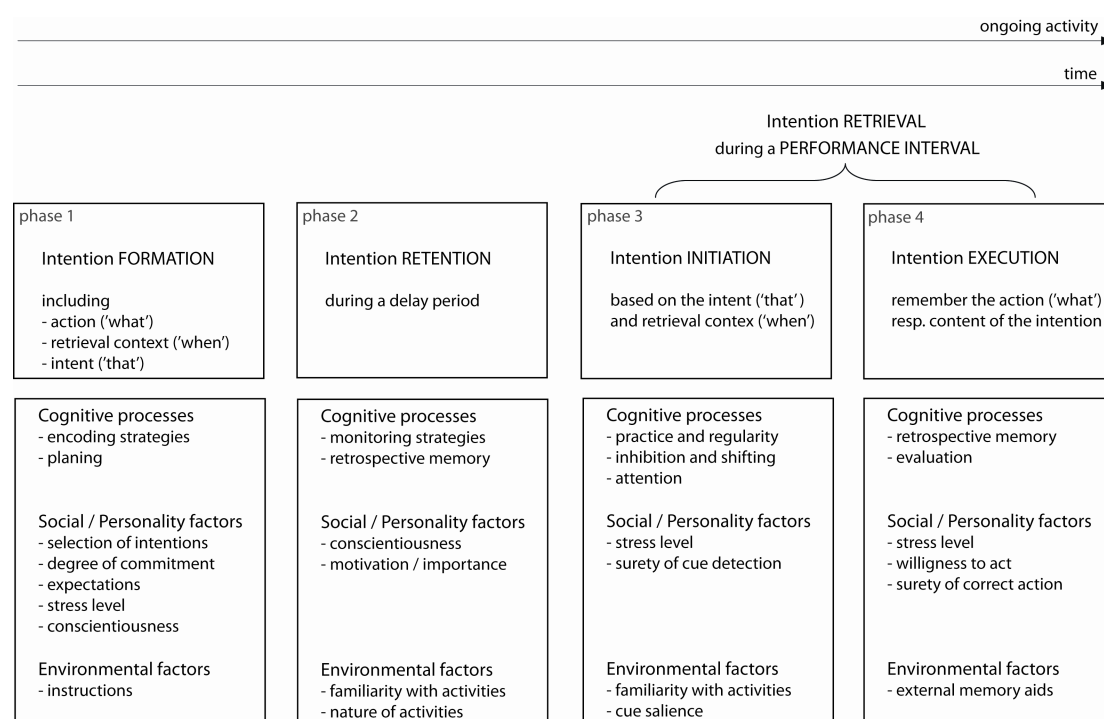 ongoing activity
time
Intention RETRIEVAL
during a PERFORMANCE INTERVAL
phase 1
Intention FORMATION
including
- action ('what')
- retrieval context ('when')
- intent ('that')
phase 2
Intention RETENTION
during a delay period
phase 3
Intention INITIATION
based on the intent ('that')
and retrieval contex ('when')
phase 4
Intention EXECUTION
remember the action ('what')
resp. content of the intention
Cognitive processes
- encoding strategies
- planing
Social / Personality factors
- selection of intentions
- degree of commitment
- expectations
- stress level
- conscientiousness
Environmental factors
- instructions
Cognitive processes
- monitoring strategies
- retrospective memory
Social / Personality factors
- conscientiousness
- motivation / importance
Environmental factors
- familiarity with activities
- nature of activities
Cognitive processes
- practice and regularity
- inhibition and shifting
- attention
Social / Personality factors
- stress level
- surety of cue detection
Environmental factors
- familiarity with activities
- cue salience
Cognitive processes
- retrospective memory
- evaluation
Social / Personality factors
- stress level
- willigness to act
- surety of correct action
Environmental factors
- external memory aids